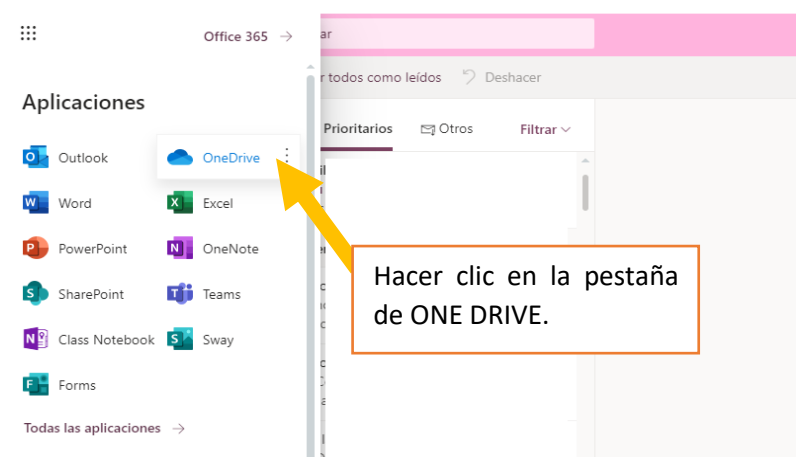 Office 365 →
ar
r todos como leídos
Deshacer
Aplicaciones
Prioritarios
Otros
Filtrar
Outlook
OneDrive
Word
Excel
PowerPoint
OneNote
SharePoint
Teams
Class Notebook
Sway
Forms
Todas las aplicaciones →
Hacer clic en la pestaña
de ONE DRIVE.